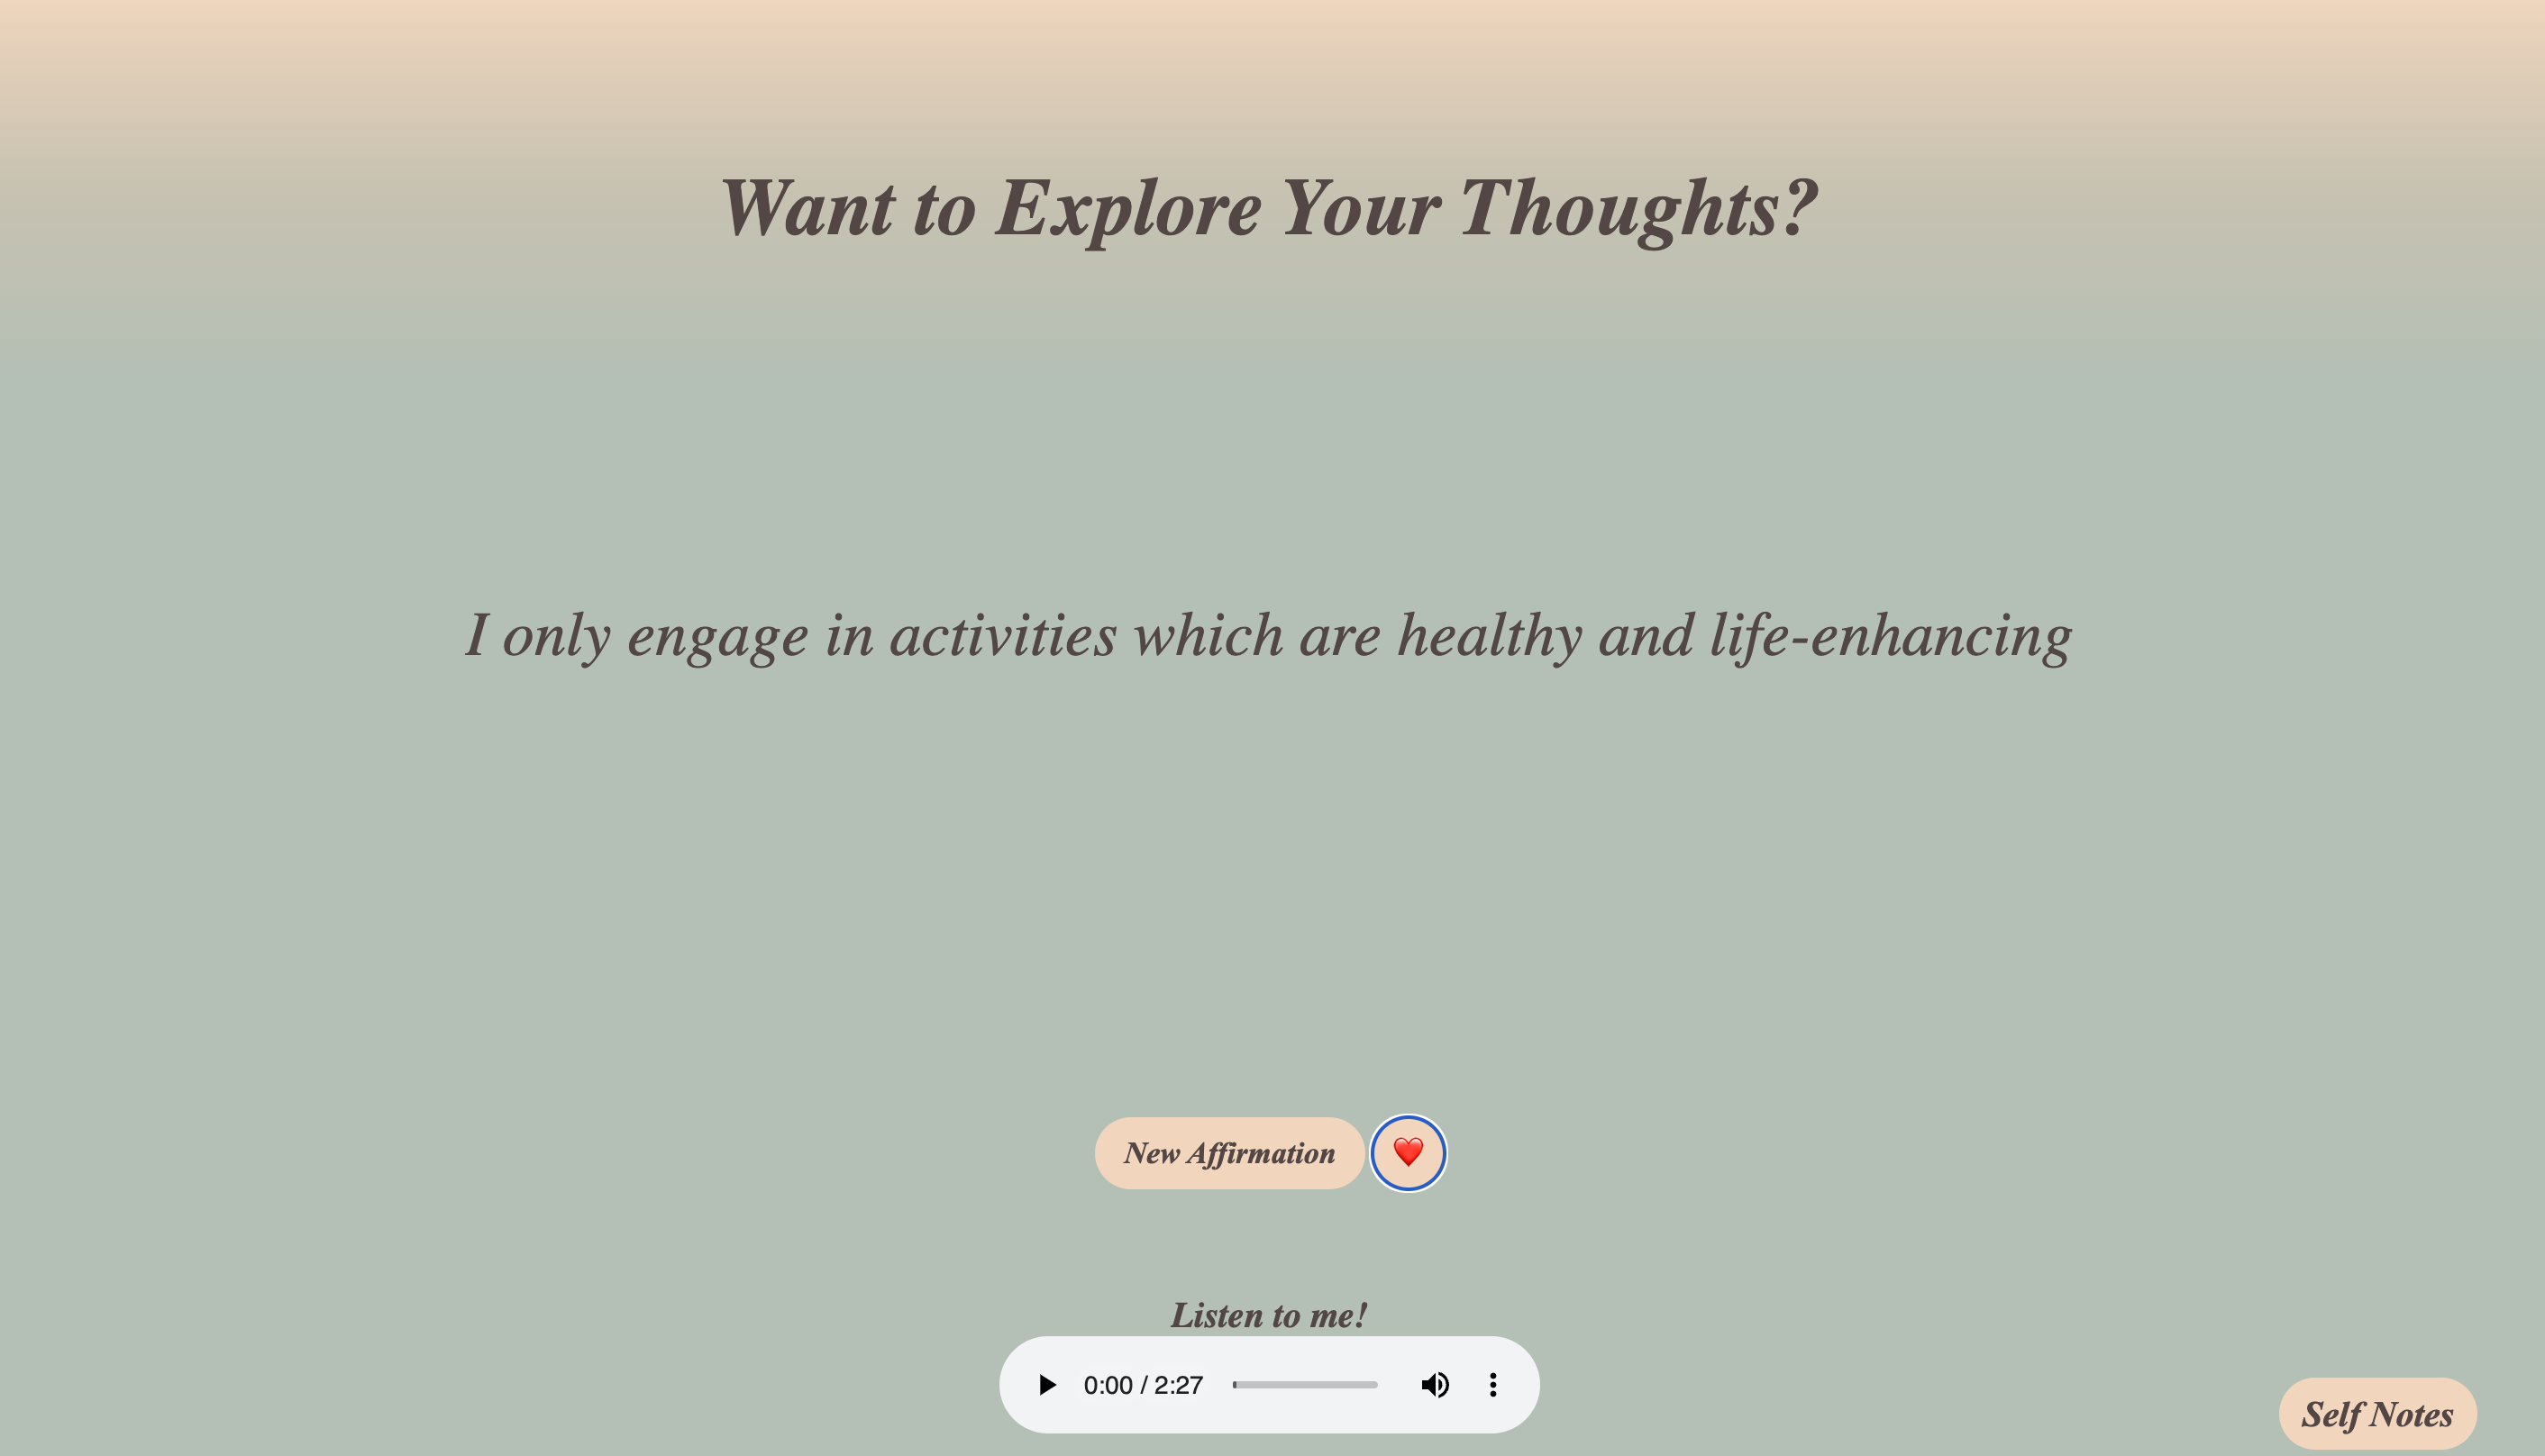 Want to Explore Your Thoughts?
I only engage in activities which are healthy and life-enhancing
New Affirmation
Listen to me!
0:00 / 2:27
Self Notes